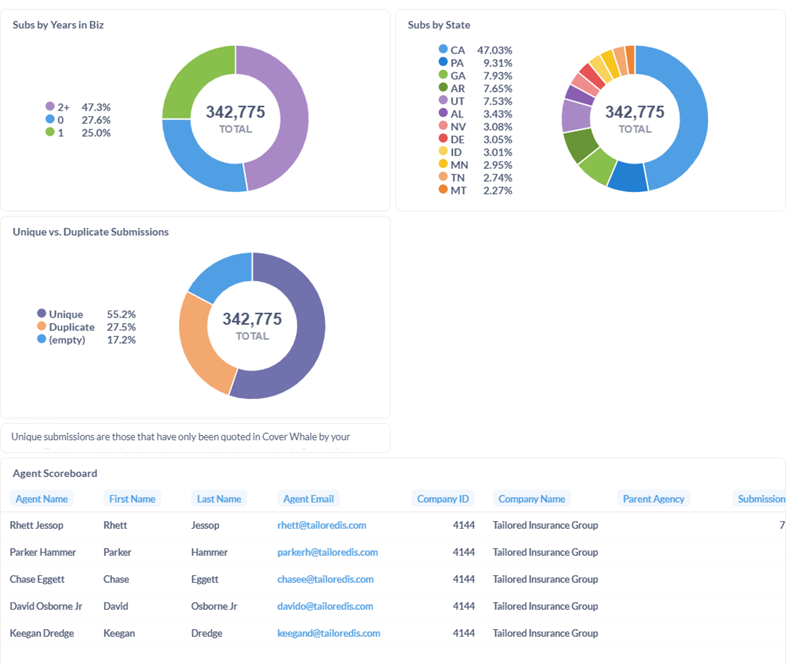 Subs by Years in Biz
2+ 47.3%
0 27.6%
1 25.0%
342,775
TOTAL
Subs by State
CA 47.03%
PA 9.31%
GA 7.93%
AR 7.65%
UT 7.53%
AL 3.43%
NV 3.08%
DE 3.05%
ID 3.01%
MN 2.95%
TN 2.74%
MT 2.27%
342,775
TOTAL
Unique vs. Duplicate Submissions
Unique 55.2%
Duplicate 27.5%
(empty) 17.2%
342,775
TOTAL
Unique submissions are those that have only been quoted in Cover Whale by your
Agent Scoreboard
Agent Name First Name Last Name Agent Email Company ID Company Name Parent Agency Submission
Rhett Jessop Rhett Jessop rhett@tailoredis.com 4144 Tailored Insurance Group 7
Parker Hammer Parker Hammer parkerh@tailoredis.com 4144 Tailored Insurance Group
Chase Eggett Chase Eggett chasee@tailoredis.com 4144 Tailored Insurance Group
David Osborne Jr David Osborne Jr davido@tailoredis.com 4144 Tailored Insurance Group
Keegan Dredge Keegan Dredge keegand@tailoredis.com 4144 Tailored Insurance Group